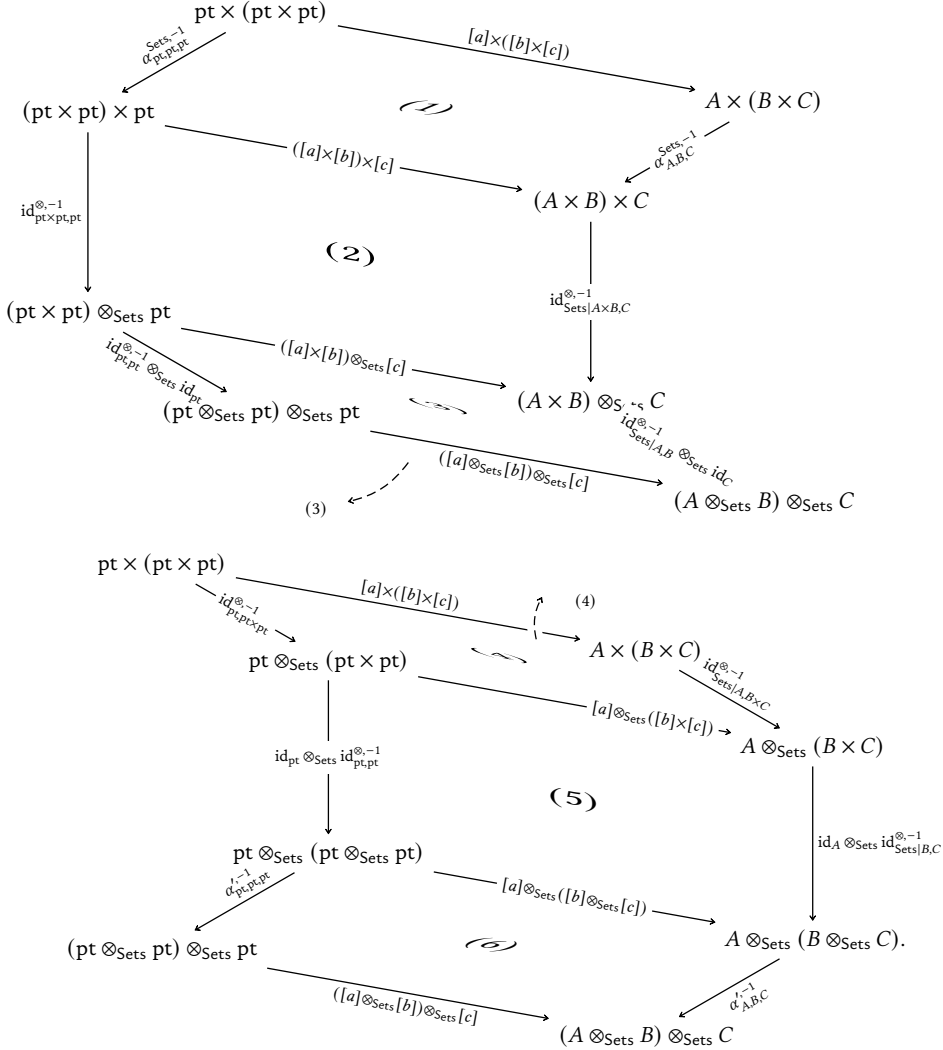 pt × (pt × pt)
[a]×([b]×[c])
α^{Sets,-1}_{pt,pt,pt}
A × (B × C)
(pt × pt) × pt
(1)
α^{Sets,-1}_{A,B,C}
([a]×[b])×[c]
(A × B) × C
id^{⊗,-1}_{pt×pt,pt}
(2)
id^{⊗,-1}_{Sets|A×B,C}
(pt × pt) ⊗_{Sets} pt
([a]×[b])⊗_{Sets}[c]
id^{⊗,-1}_{pt,pt} ⊗_{Sets} id_{pt}
(A × B) ⊗_{Sets} C
(pt ⊗_{Sets} pt) ⊗_{Sets} pt
id^{⊗,-1}_{Sets|A,B} ⊗_{Sets} id_C
([a]⊗_{Sets}[b])⊗_{Sets}[c]
(A ⊗_{Sets} B) ⊗_{Sets} C
(3)
pt × (pt × pt)
[a]×([b]×[c])
(4)
id^{⊗,-1}_{pt,pt×pt}
A × (B × C)
id^{⊗,-1}_{Sets|A,B×C}
pt ⊗_{Sets} (pt × pt)
[a]⊗_{Sets}([b]×[c])
A ⊗_{Sets} (B × C)
id_{pt} ⊗_{Sets} id^{⊗,-1}_{pt,pt}
(5)
id_A ⊗_{Sets} id^{⊗,-1}_{Sets|B,C}
pt ⊗_{Sets} (pt ⊗_{Sets} pt)
[a]⊗_{Sets}([b]⊗_{Sets}[c])
α^{′,-1}_{pt,pt,pt}
A ⊗_{Sets} (B ⊗_{Sets} C).
(pt ⊗_{Sets} pt) ⊗_{Sets} pt
(6)
α^{′,-1}_{A,B,C}
([a]⊗_{Sets}[b])⊗_{Sets}[c]
(A ⊗_{Sets} B) ⊗_{Sets} C